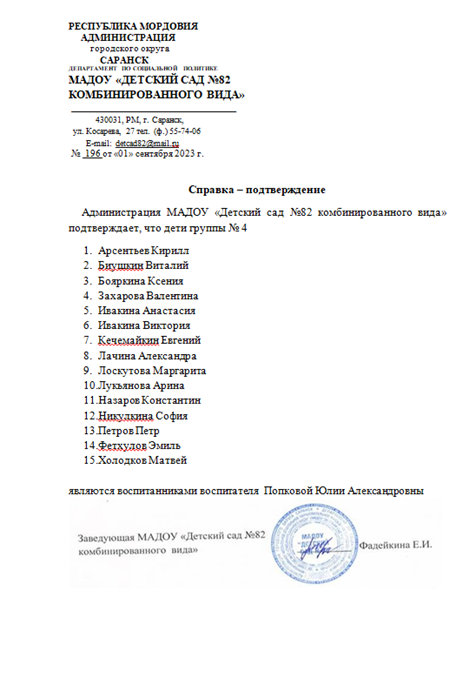 РЕСПУБЛИКА МОРДОВИЯ
АДМИНИСТРАЦИЯ
городского округа
САРАНСК
ДЕПАРТАМЕНТ ПО СОЦИАЛЬНОЙ ПОЛИТИКЕ
МАДОУ «ДЕТСКИЙ САД №82
КОМБИНИРОВАННОГО ВИДА»
430031, РМ, г. Саранск,
ул. Косарева, 27 тел. (ф.) 55-74-06
E-mail: detcad82@mail.ru
№ 196 от «01» сентября 2023 г.
Справка – подтверждение
Администрация МАДОУ «Детский сад №82 комбинированного вида»
подтверждает, что дети группы № 4
1. Арсентьев Кирилл
2. Биушкин Виталий
3. Бояркина Ксения
4. Захарова Валентина
5. Ивакина Анастасия
6. Ивакина Виктория
7. Кечемайкин Евгений
8. Лачина Александра
9. Лоскутова Маргарита
10. Лукьянова Арина
11. Назаров Константин
12. Никулкина София
13. Петров Петр
14. Фетхулов Эмиль
15. Холодков Матвей
являются воспитанниками воспитателя Попковой Юлии Александровны
Заведующая МАДОУ «Детский сад №82
комбинированного вида»
Фадейкина Е.И.
МАДОУ
"ДЕТСКИЙ